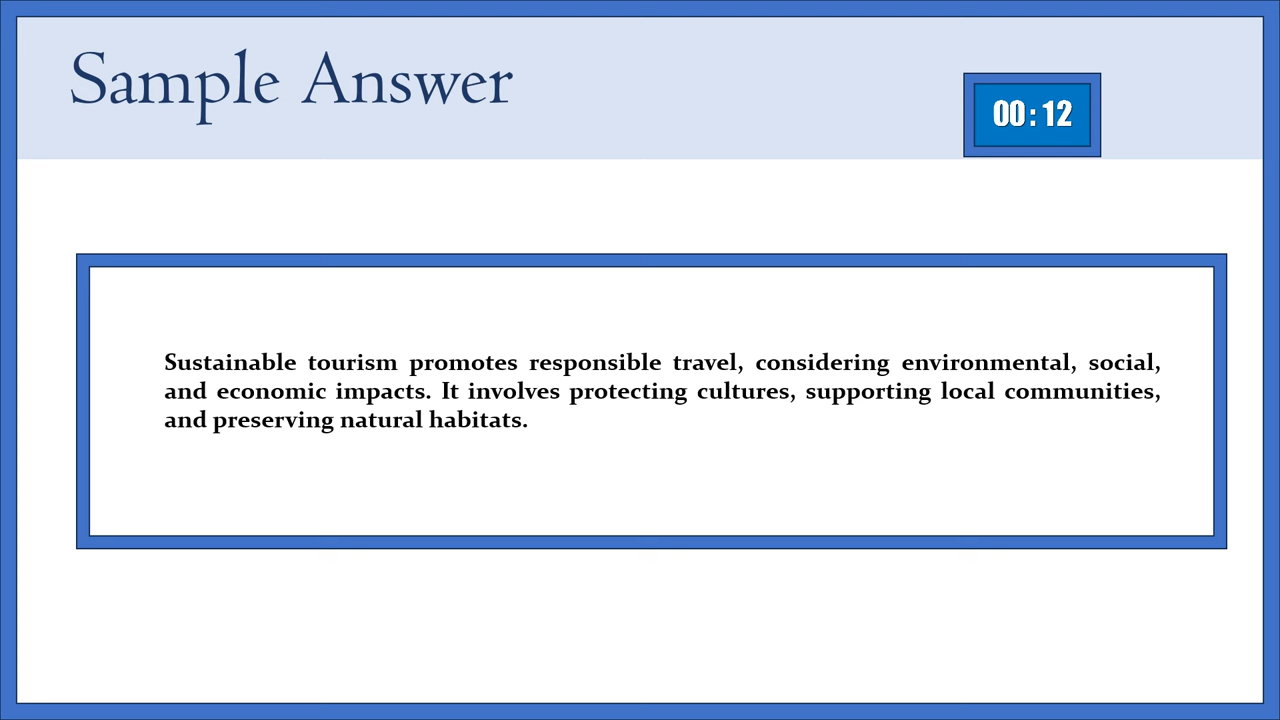 Sample Answer
00:12
Sustainable tourism promotes responsible travel, considering environmental, social,
and economic impacts. It involves protecting cultures, supporting local communities,
and preserving natural habitats.